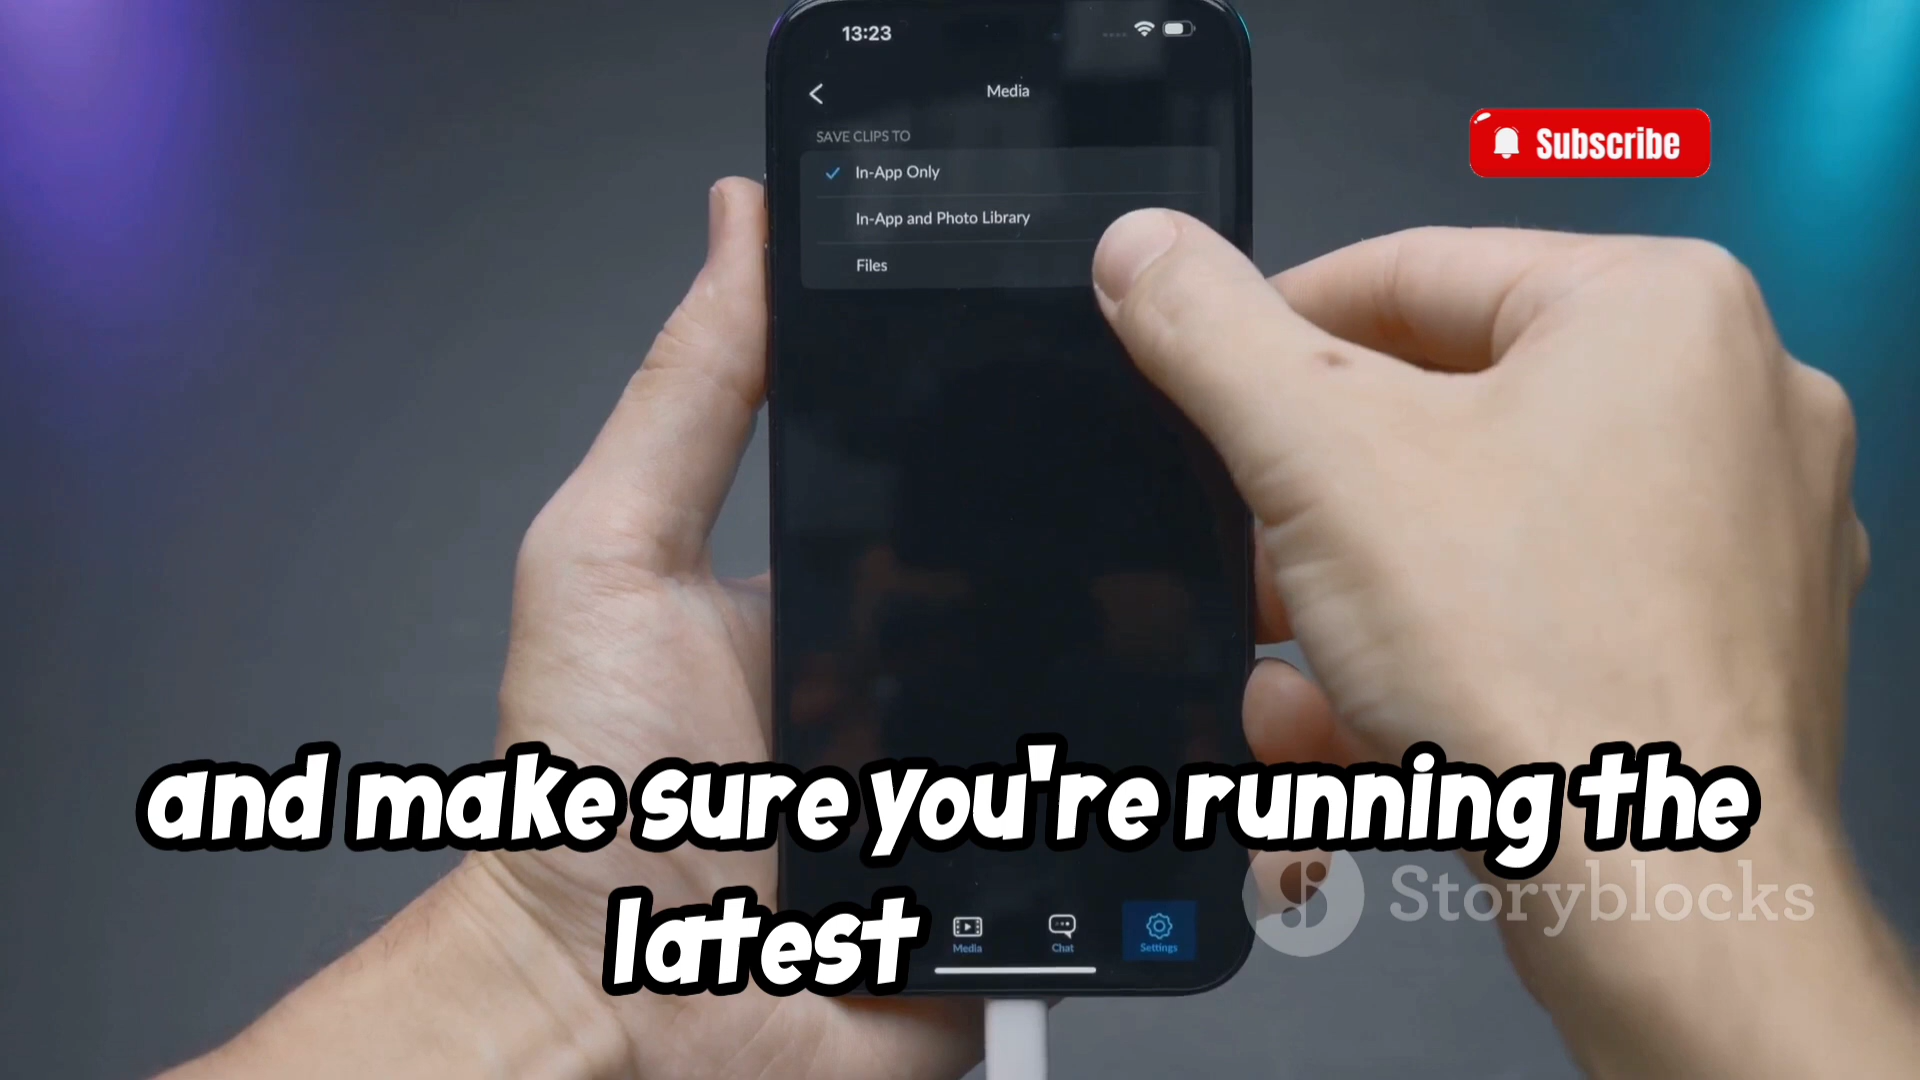 13:23
Media
SAVE CLIPS TO
In-App Only
In-App and Photo Library
Files
Subscribe
and make sure you're running the
latest
Storyblocks
Media
Chat
Settings